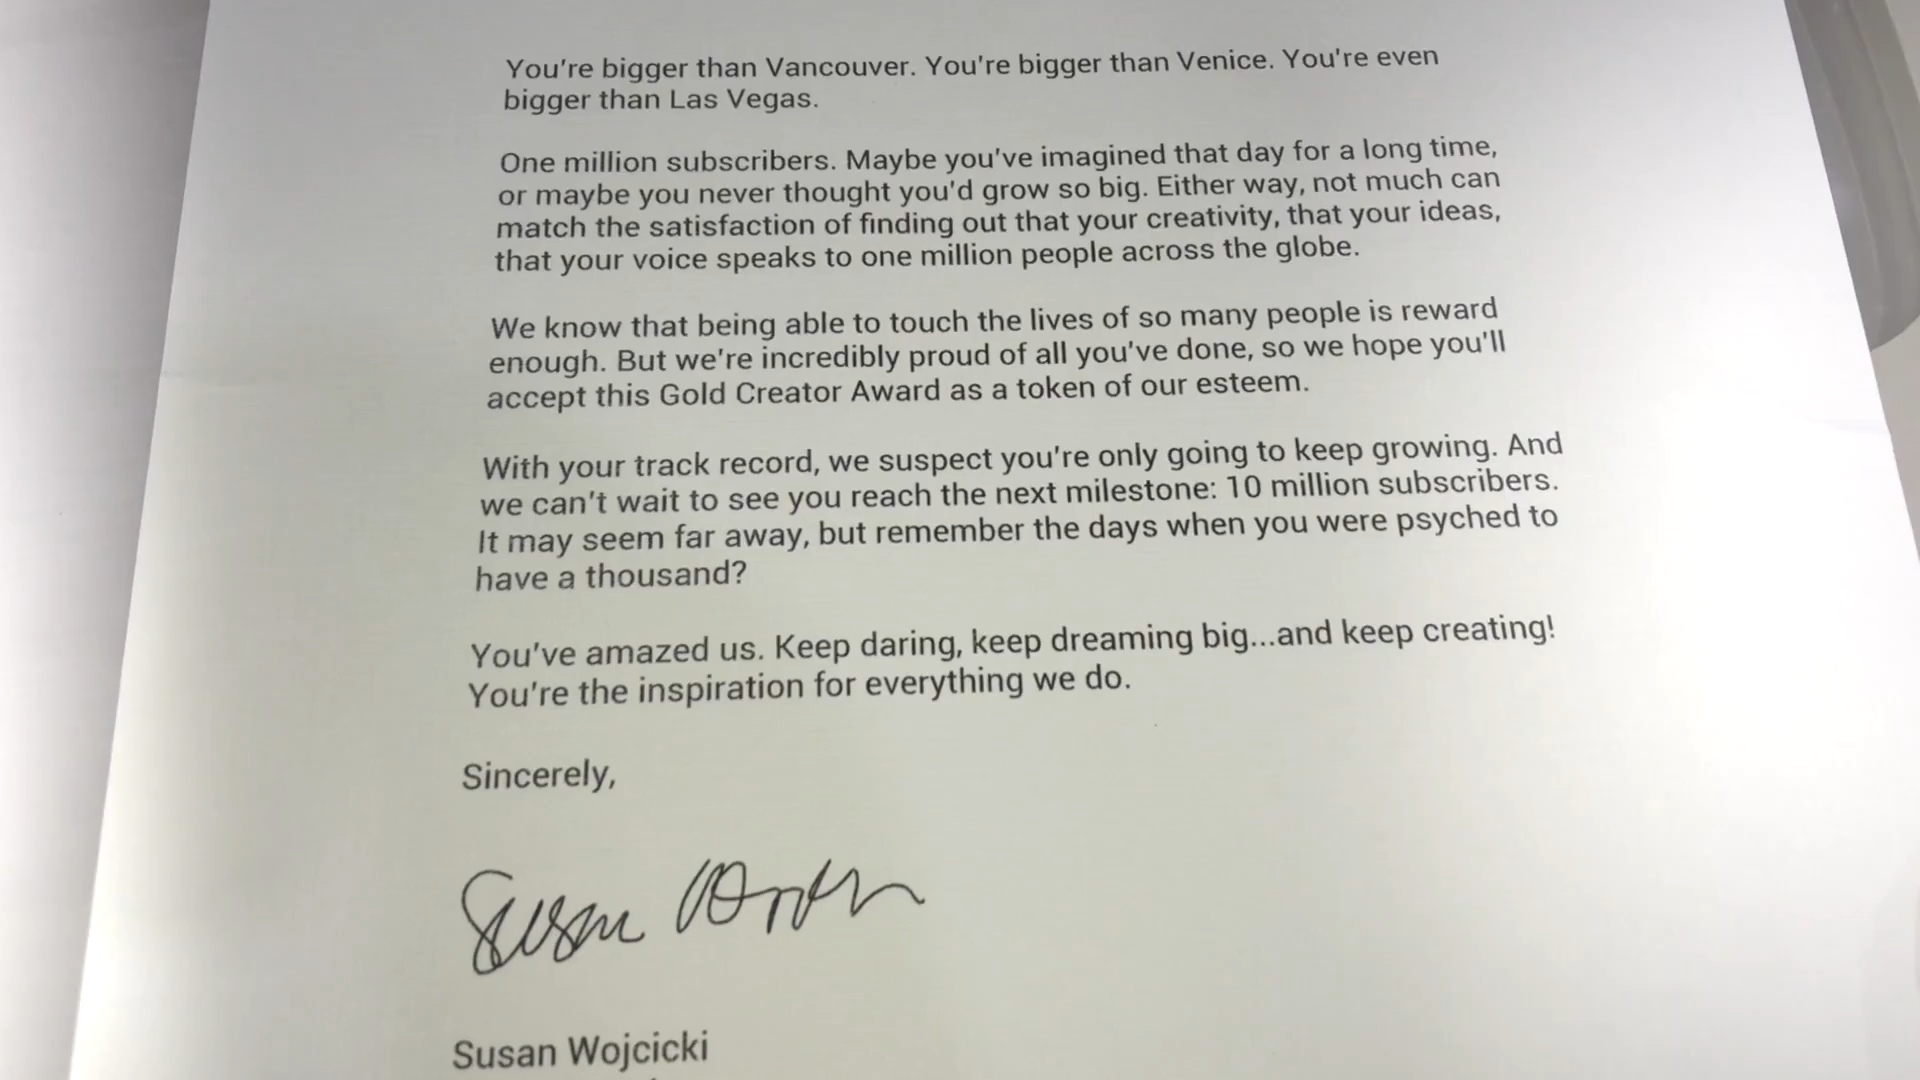 You're bigger than Vancouver. You're bigger than Venice. You're even
bigger than Las Vegas.
One million subscribers. Maybe you've imagined that day for a long time,
or maybe you never thought you'd grow so big. Either way, not much can
match the satisfaction of finding out that your creativity, that your ideas,
that your voice speaks to one million people across the globe.
We know that being able to touch the lives of so many people is reward
enough. But we're incredibly proud of all you've done, so we hope you'll
accept this Gold Creator Award as a token of our esteem.
With your track record, we suspect you're only going to keep growing. And
we can't wait to see you reach the next milestone: 10 million subscribers.
It may seem far away, but remember the days when you were psyched to
have a thousand?
You've amazed us. Keep daring, keep dreaming big...and keep creating!
You're the inspiration for everything we do.
Sincerely,
Susan Wojcicki